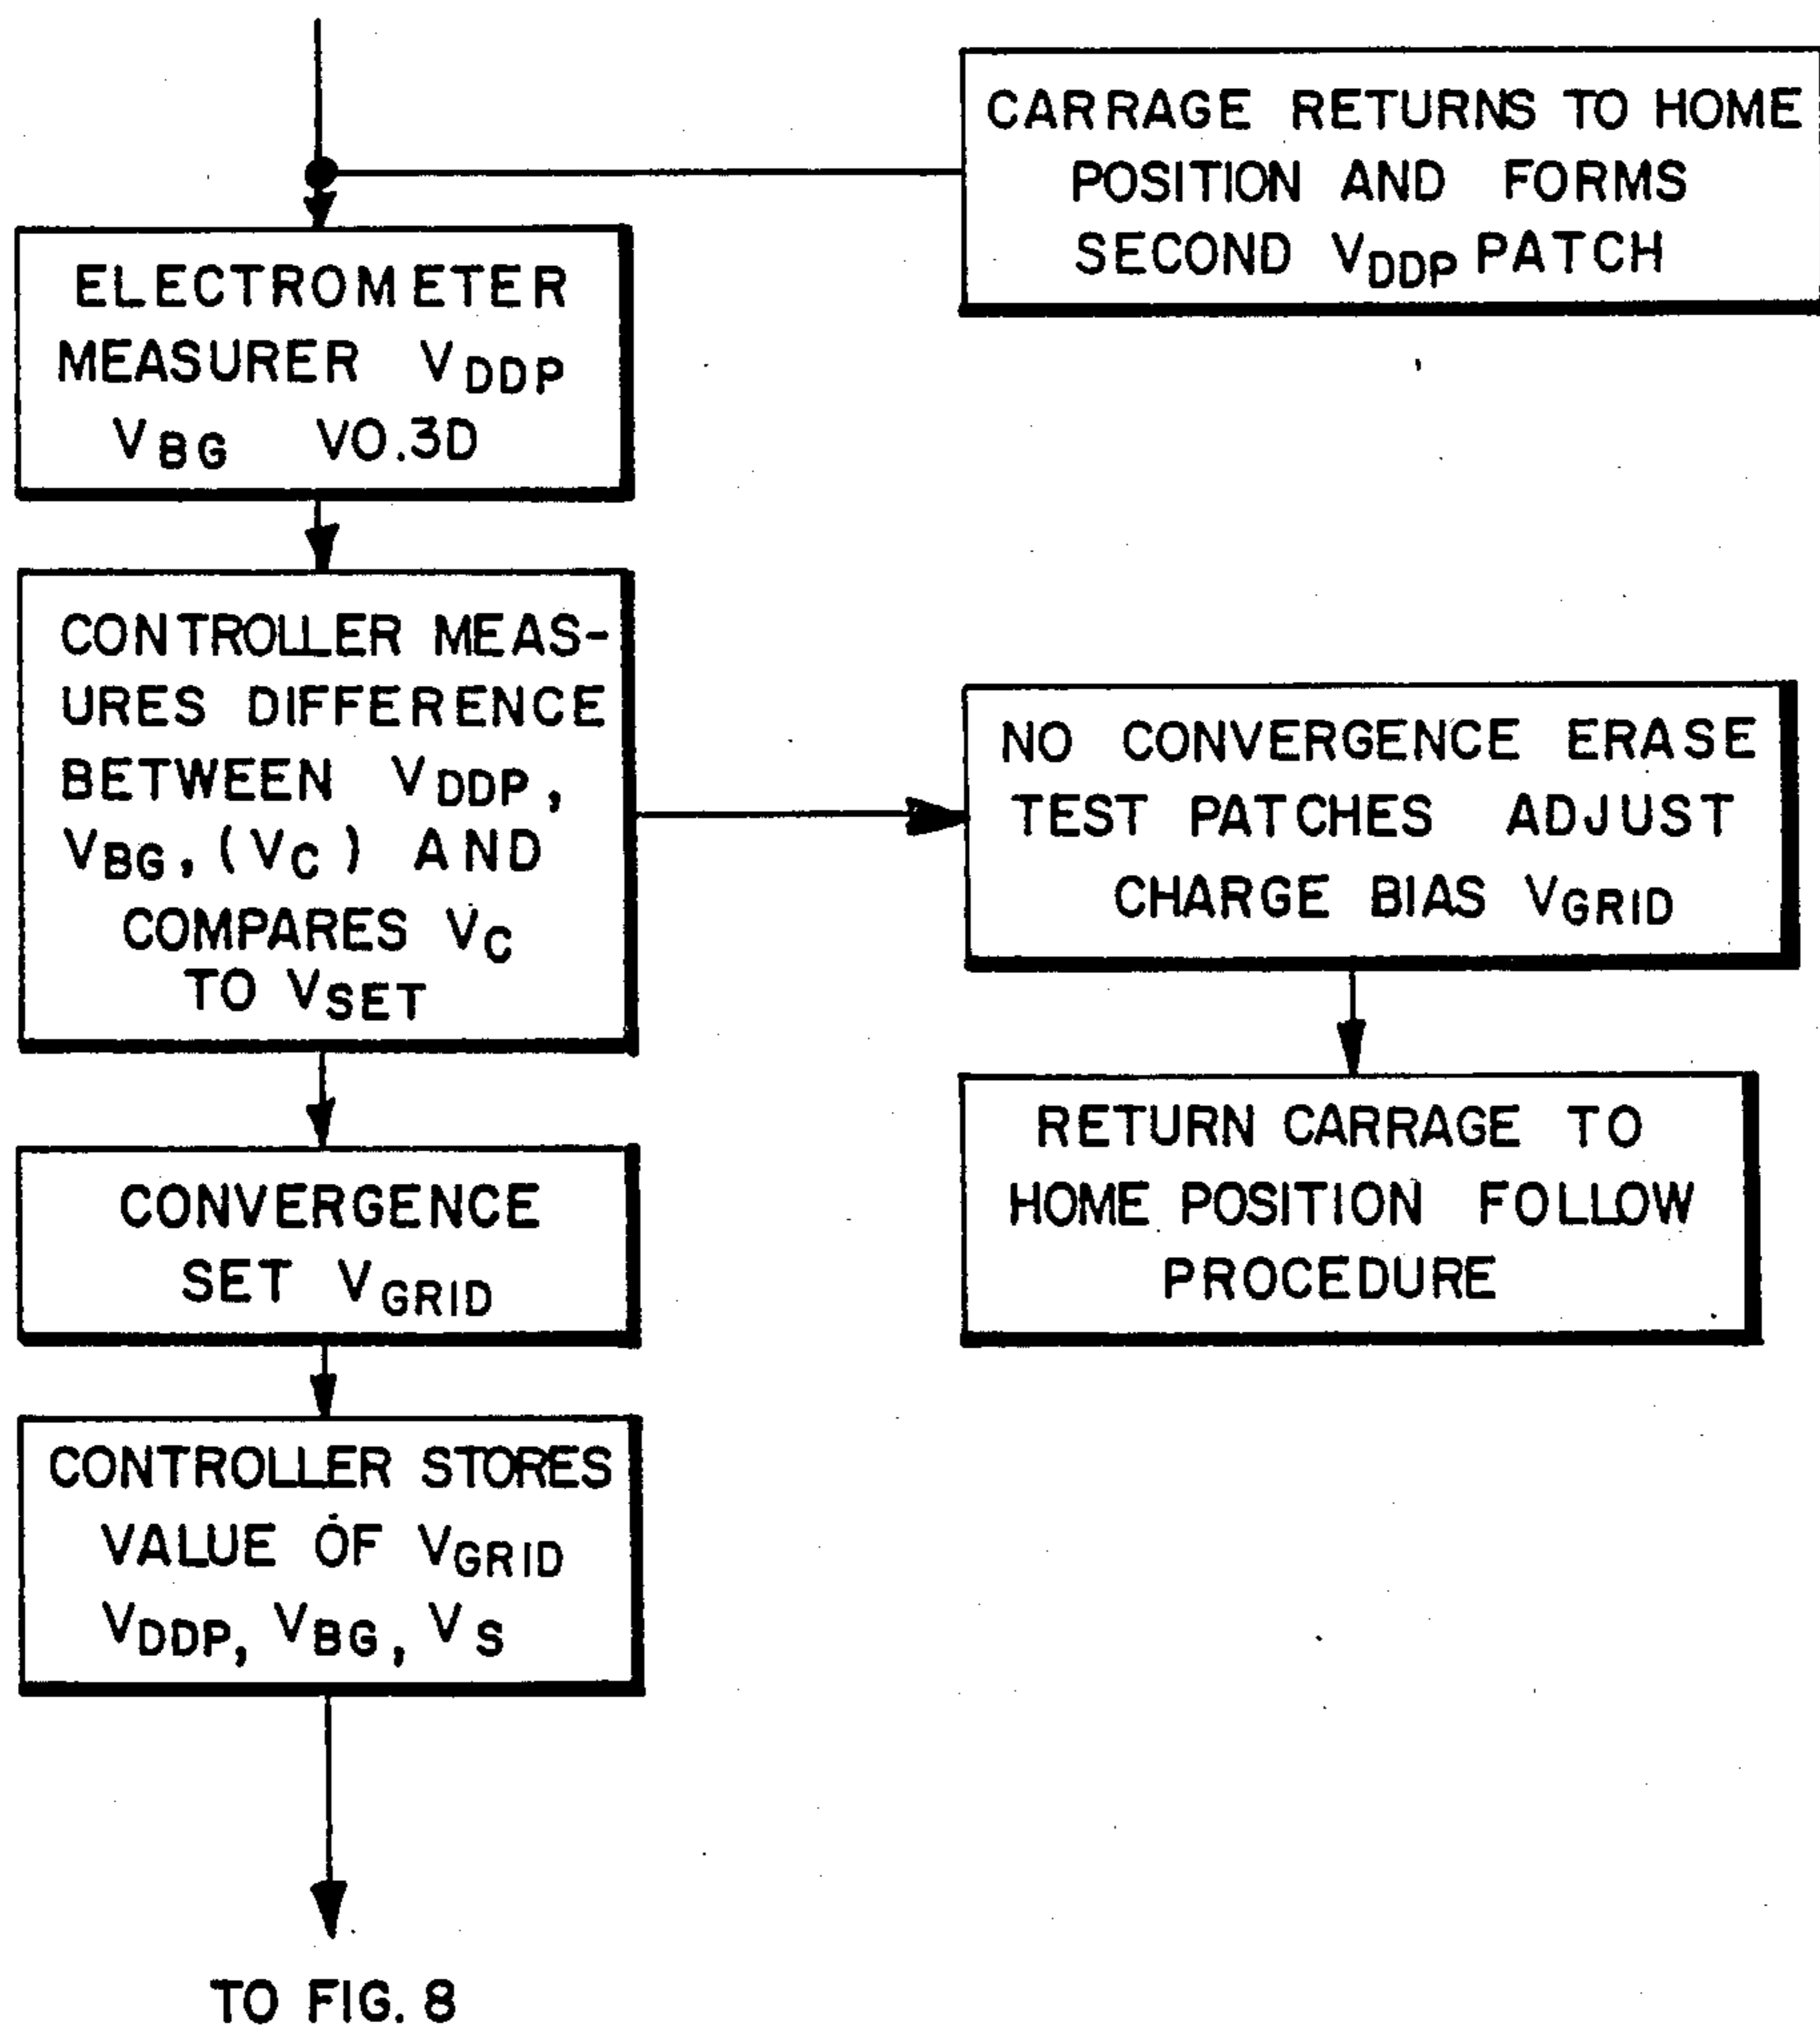 CARRAGE RETURNS TO HOME
POSITION AND FORMS
SECOND VDDP PATCH
ELECTROMETER
MEASURER VDDP
VBG VO.3D
CONTROLLER MEAS-
URES DIFFERENCE
BETWEEN VDDP,
VBG, (VC) AND
COMPARES VC
TO VSET
NO CONVERGENCE ERASE
TEST PATCHES ADJUST
CHARGE BIAS VGRID
RETURN CARRAGE TO
HOME POSITION FOLLOW
PROCEDURE
CONVERGENCE
SET VGRID
CONTROLLER STORES
VALUE OF VGRID
VDDP, VBG, VS
TO FIG. 8